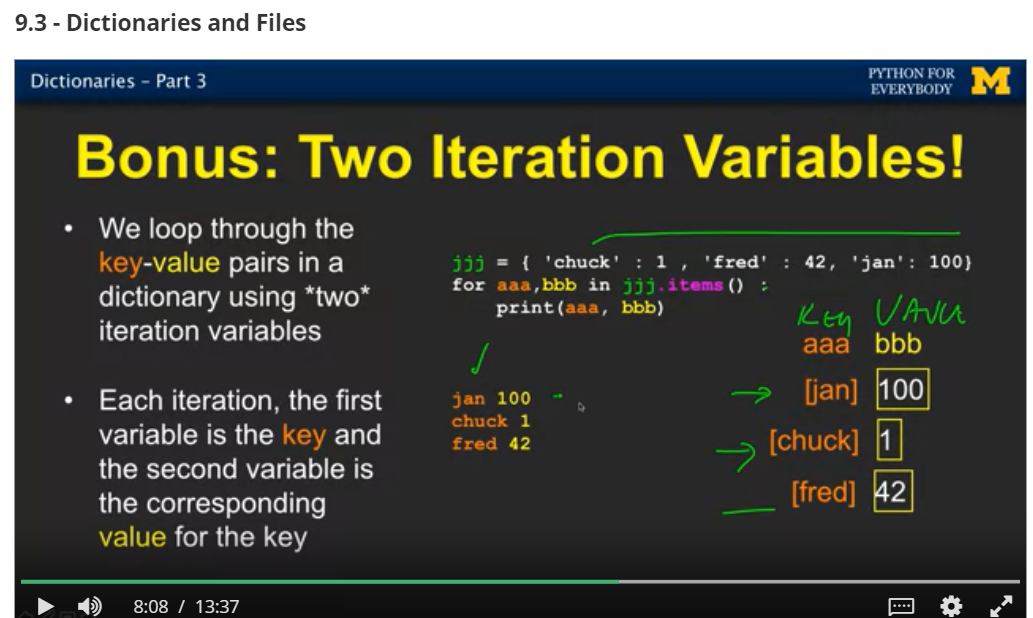 9.3 - Dictionaries and Files
Dictionaries – Part 3
PYTHON FOR
EVERYBODY
M
Bonus: Two Iteration Variables!
• We loop through the
key-value pairs in a
dictionary using *two*
iteration variables
• Each iteration, the first
variable is the key and
the second variable is
the corresponding
value for the key
jjj = { 'chuck' : 1 , 'fred' : 42, 'jan': 100}
for aaa,bbb in jjj.items() :
print(aaa, bbb)
jan 100
chuck 1
fred 42
Key
aaa bbb
[jan] 100
[chuck] 1
[fred] 42
8:08 / 13:37